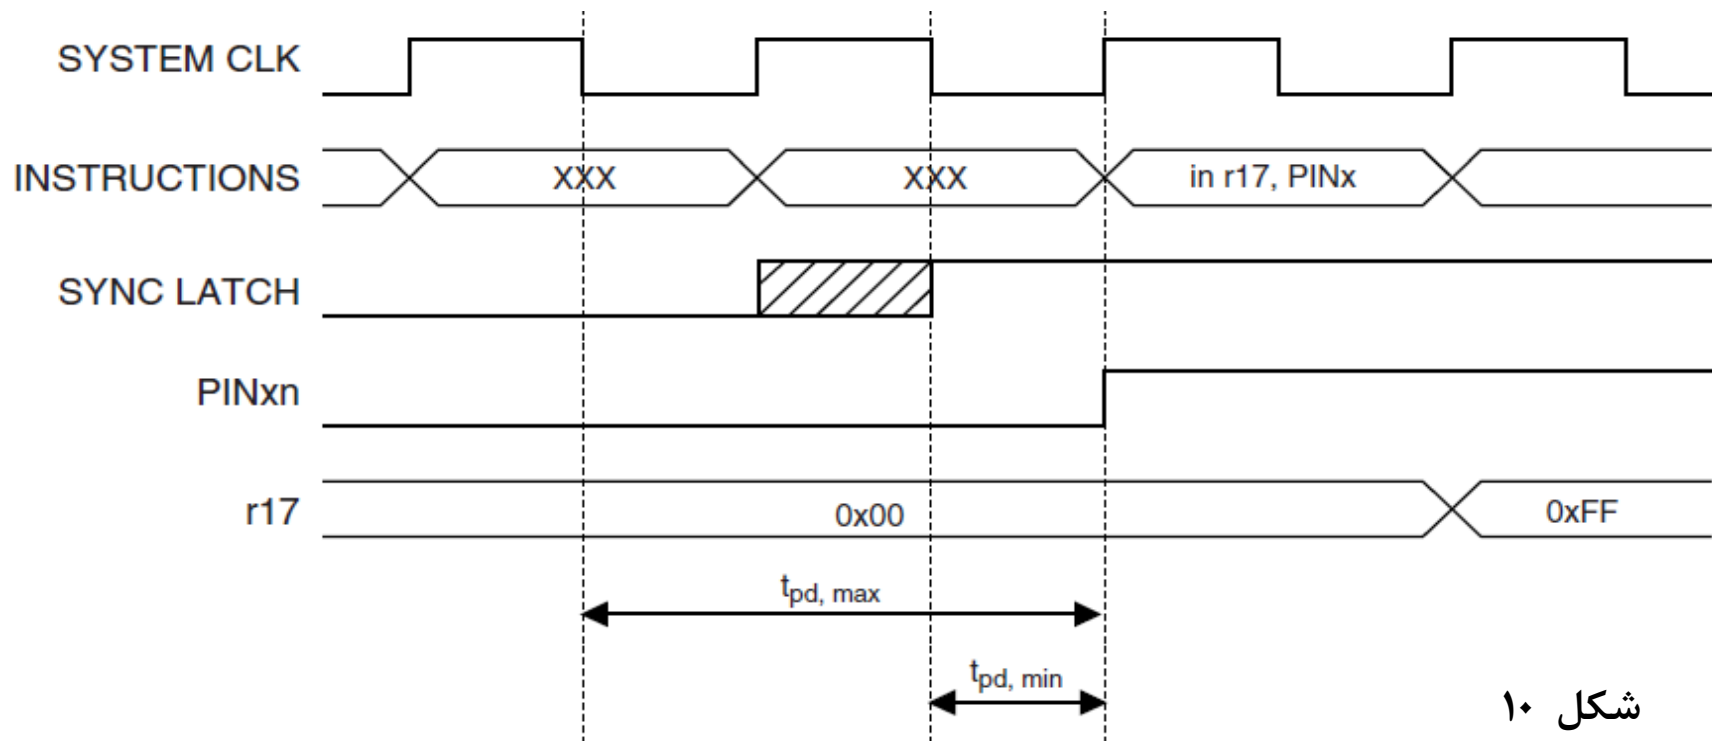 SYSTEM CLK
INSTRUCTIONS XXX XXX in r17, PINx
SYNC LATCH
PINxn
r17 0x00 0xFF
tpd, max
tpd, min
شکل ۱۰